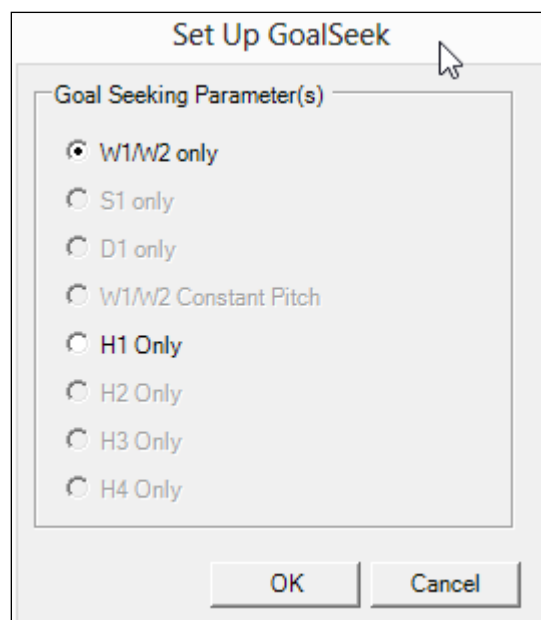 Set Up GoalSeek
Goal Seeking Parameter(s)
W1/W2 only
S1 only
D1 only
W1/W2 Constant Pitch
H1 Only
H2 Only
H3 Only
H4 Only
OK Cancel